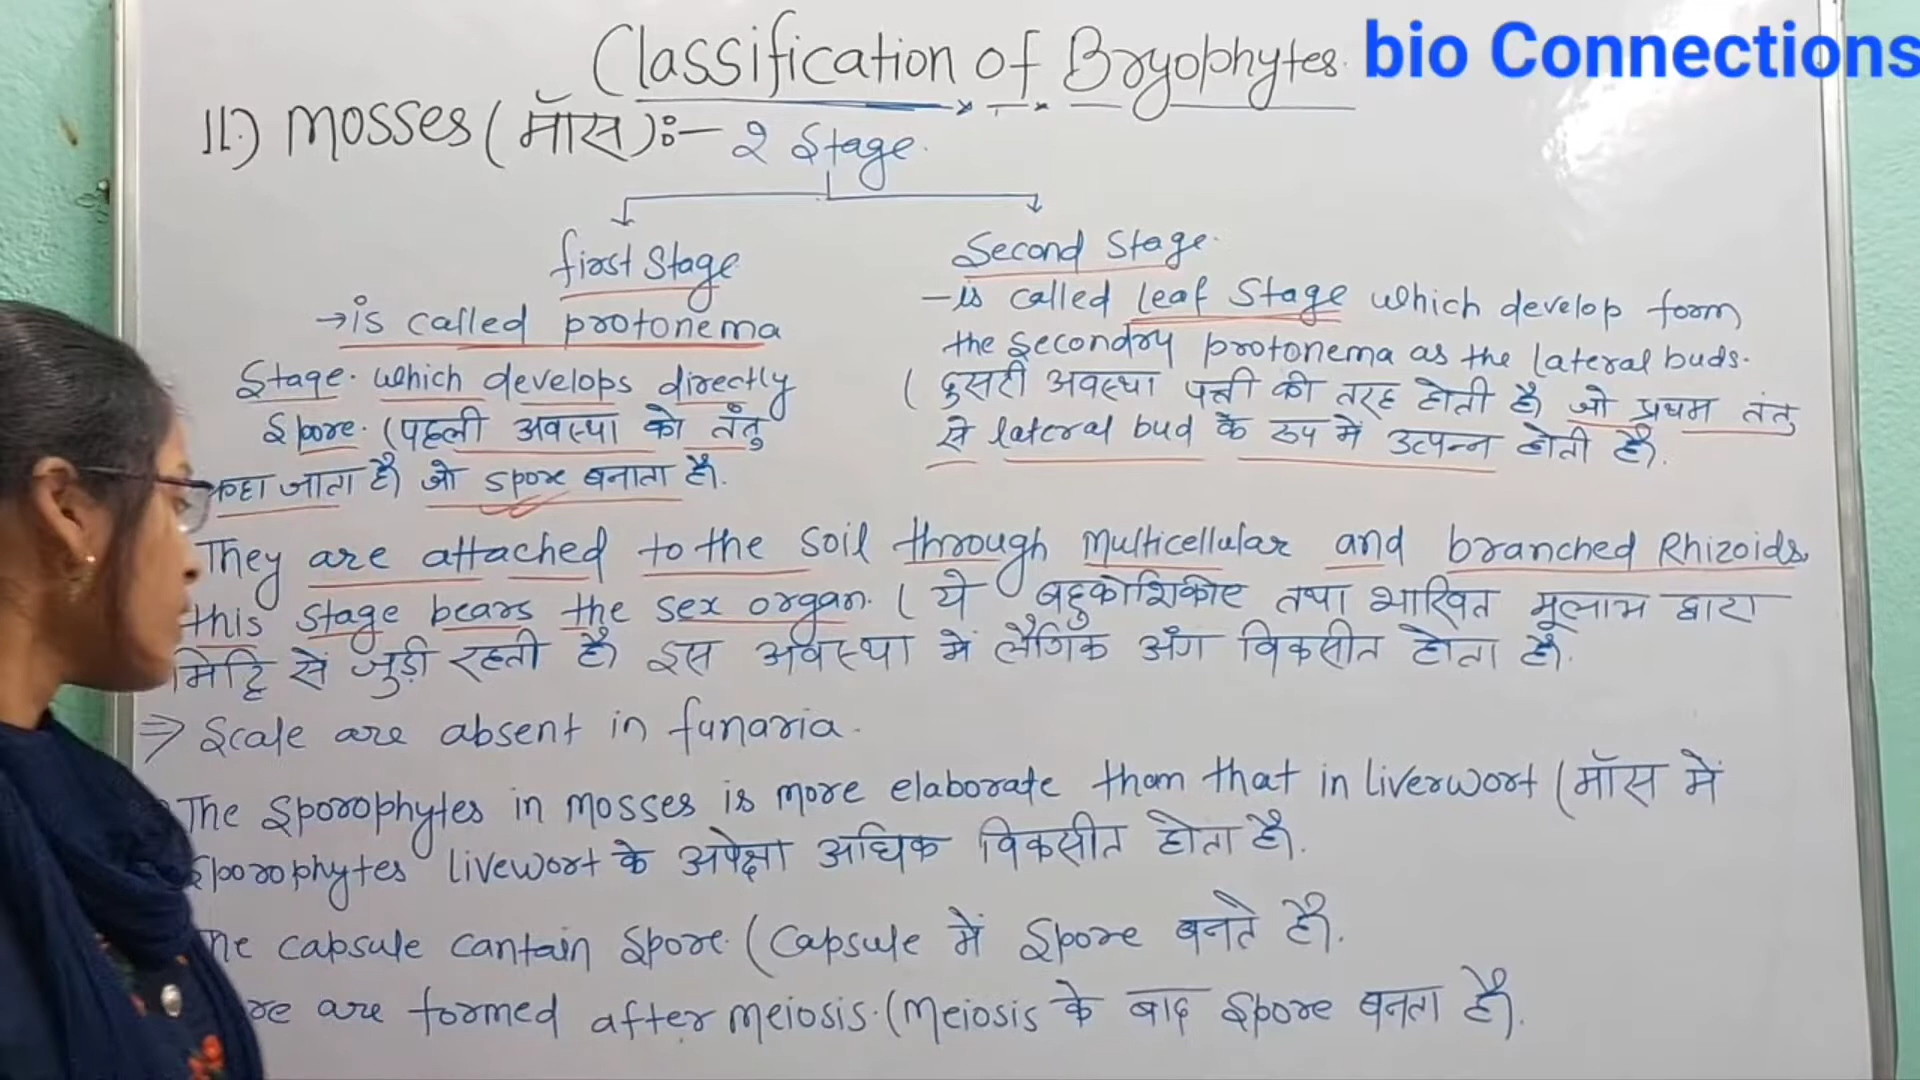 Classification of Bryophytes.
bio Connections
II.) Mosses (मॉस):- 2 Stage.
first Stage
→is called protonema
Stage. which develops directly
Spore. (पहली अवस्था को तंतु
कहा जाता है। जो spore बनाता है.
Second Stage.
-is called leaf Stage which develop form
the Secondry protonema as the lateral buds.
(दुसरी अवस्था पत्ती की तरह होती है जो प्रथम तंतु
से lateral bud के रूप में उत्पन्न होती है.
They are attached to the soil through Multicellular and branched Rhizoids,
this stage bears the sex organ. (ये बहुकोशिकीए तथा शाखित मूलाभ द्वारा
मिट्टि से जुड़ी रहती है। इस अवस्था में लैगिक अंग विकसीत होता है.
⇒ Scale are absent in funaria.
The Sporophytes in mosses is more elaborate than that in liverwort (मॉस में
Sporophytes livewort के अपेक्षा अधिक विकसीत होता है.
he capsule cantain Spore. (Capsule में Spore बनते है.
re are formed after meiosis. (Meiosis के बाद Spore बनता है.